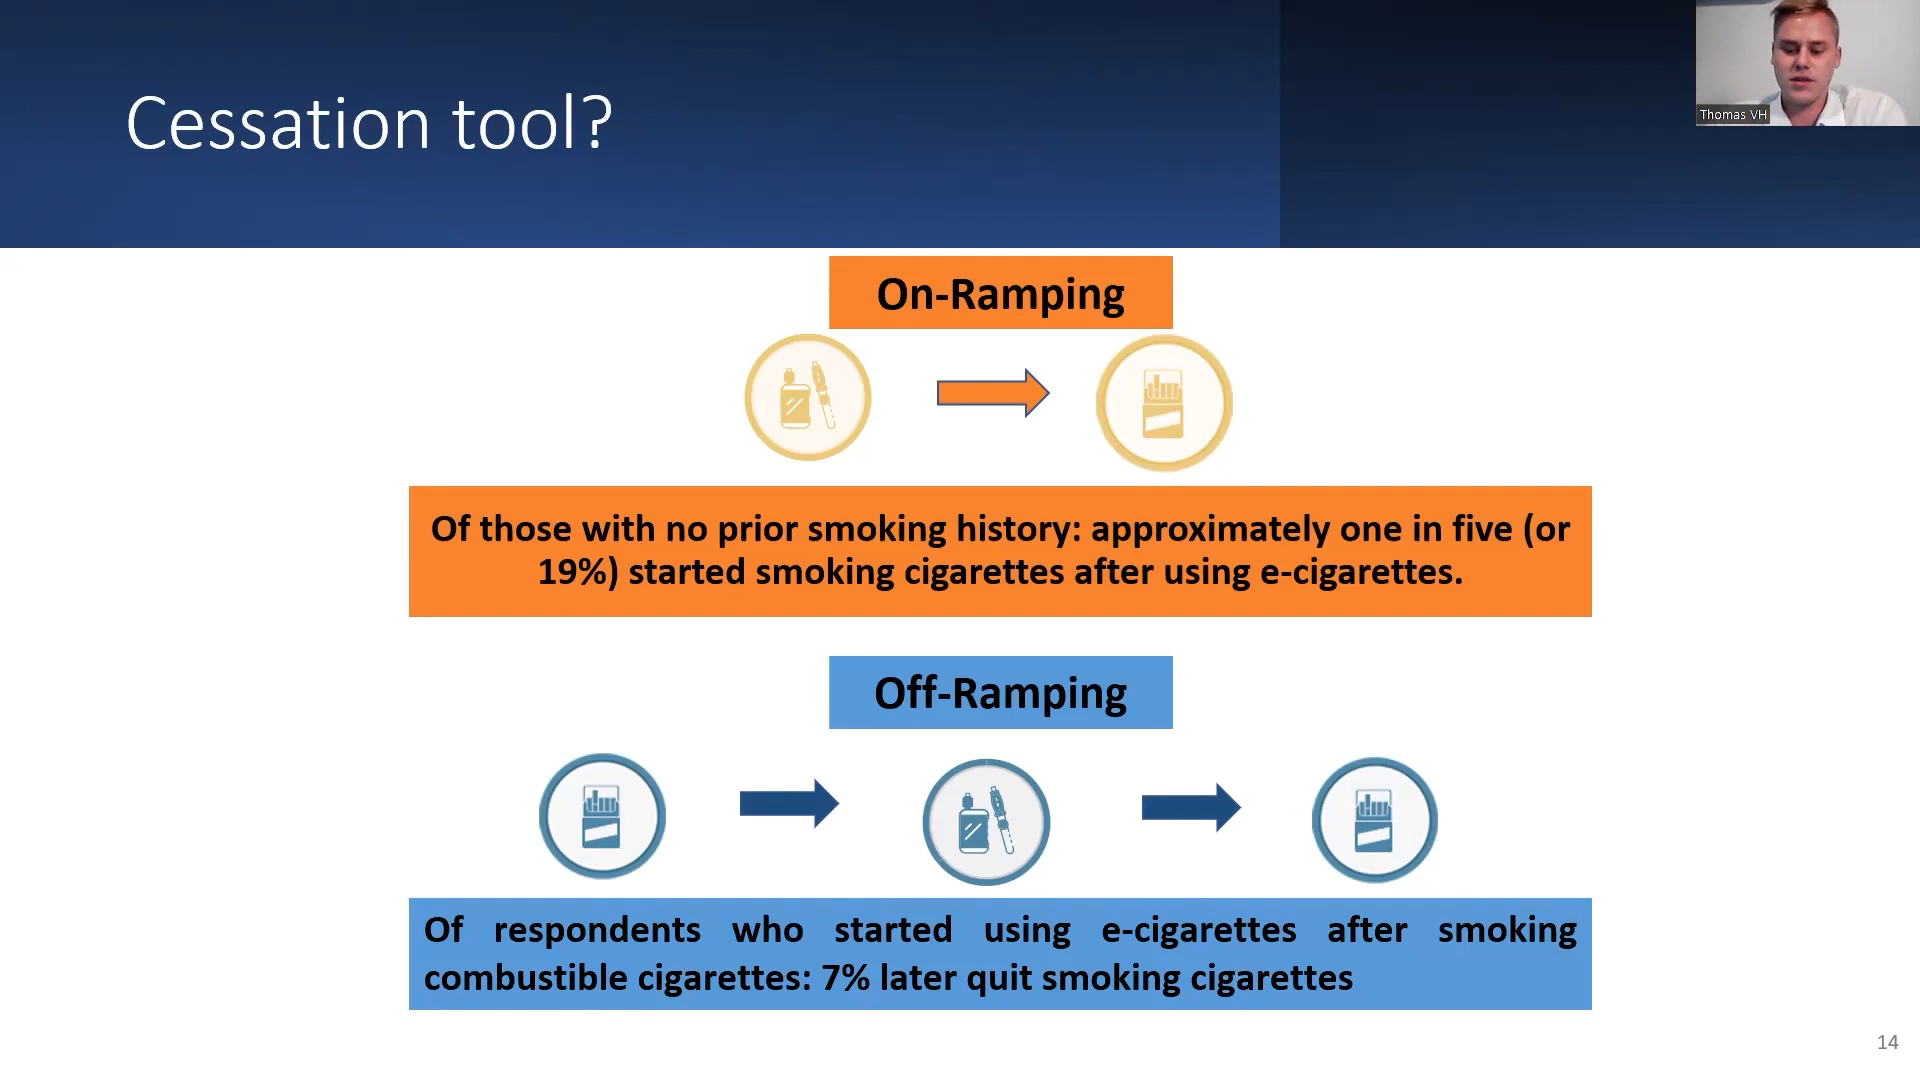 Cessation tool?
Thomas VH
On-Ramping
Of those with no prior smoking history: approximately one in five (or
19%) started smoking cigarettes after using e-cigarettes.
Off-Ramping
Of respondents who started using e-cigarettes after smoking
combustible cigarettes: 7% later quit smoking cigarettes
14